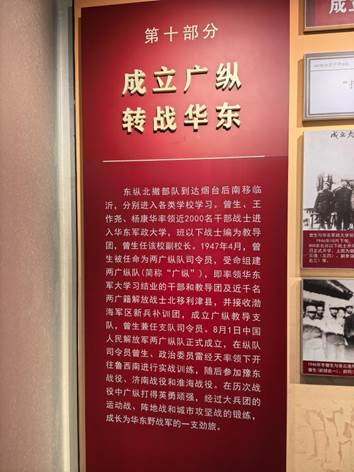 第十部分
成立广纵
转战华东
东纵北撤部队到达烟台后南移临
沂，分别进入各类学校学习。曾生、王
作尧、杨康华率领近2000名干部战士进
入华东军政大学，班以下战士编为教导
团，曾生任该校副校长。1947年4月，曾
生被任命为两广纵队司令员，受命组建
两广纵队(简称“广纵”)，即率领华东
军大学习结业的干部和教导团及近千名
两广籍解放战士北移利津县，并接收渤
海军区新兵补训团，成立广纵教导支
队，曾生兼任支队司令员。8月1日中国
人民解放军两广纵队正式成立，在纵队
司令员曾生、政治委员雷经天率领下开
往鲁西南进行实战训练，随后参加豫东
战役、济南战役和淮海战役。在历次战
役中广纵打得英勇顽强，经过大兵团的
运动战、阵地战和城市攻坚战的锻炼，
成长为华东野战军的一支劲旅。
成
成立大